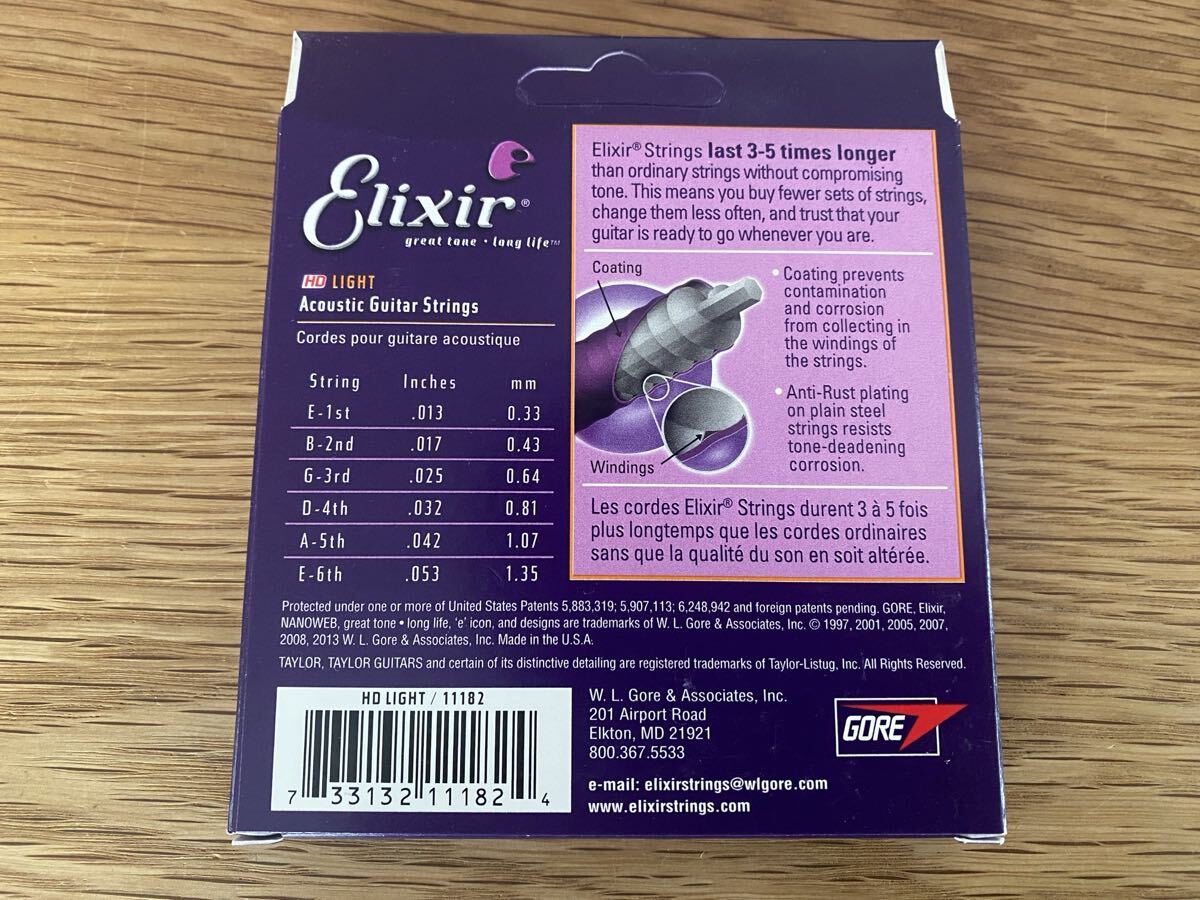 Elixir®
great tone • long life™
HD LIGHT
Acoustic Guitar Strings
Cordes pour guitare acoustique
String Inches mm
E-1st .013 0.33
B-2nd .017 0.43
G-3rd .025 0.64
D-4th .032 0.81
A-5th .042 1.07
E-6th .053 1.35
Elixir® Strings last 3-5 times longer
than ordinary strings without compromising
tone. This means you buy fewer sets of strings,
change them less often, and trust that your
guitar is ready to go whenever you are.
Coating
Windings
• Coating prevents
contamination
and corrosion
from collecting in
the windings of
the strings.
• Anti-Rust plating
on plain steel
strings resists
tone-deadening
corrosion.
Les cordes Elixir® Strings durent 3 à 5 fois
plus longtemps que les cordes ordinaires
sans que la qualité du son en soit altérée.
Protected under one or more of United States Patents 5,883,319; 5,907,113; 6,248,942 and foreign patents pending. GORE, Elixir,
NANOWEB, great tone • long life, 'e' icon, and designs are trademarks of W. L. Gore & Associates, Inc. © 1997, 2001, 2005, 2007,
2008, 2013 W. L. Gore & Associates, Inc. Made in the U.S.A.
TAYLOR, TAYLOR GUITARS and certain of its distinctive detailing are registered trademarks of Taylor-Listug, Inc. All Rights Reserved.
HD LIGHT / 11182
7 33132 11182 4
W. L. Gore & Associates, Inc.
201 Airport Road
Elkton, MD 21921
800.367.5533
e-mail: elixirstrings@wlgore.com
www.elixirstrings.com
GORE